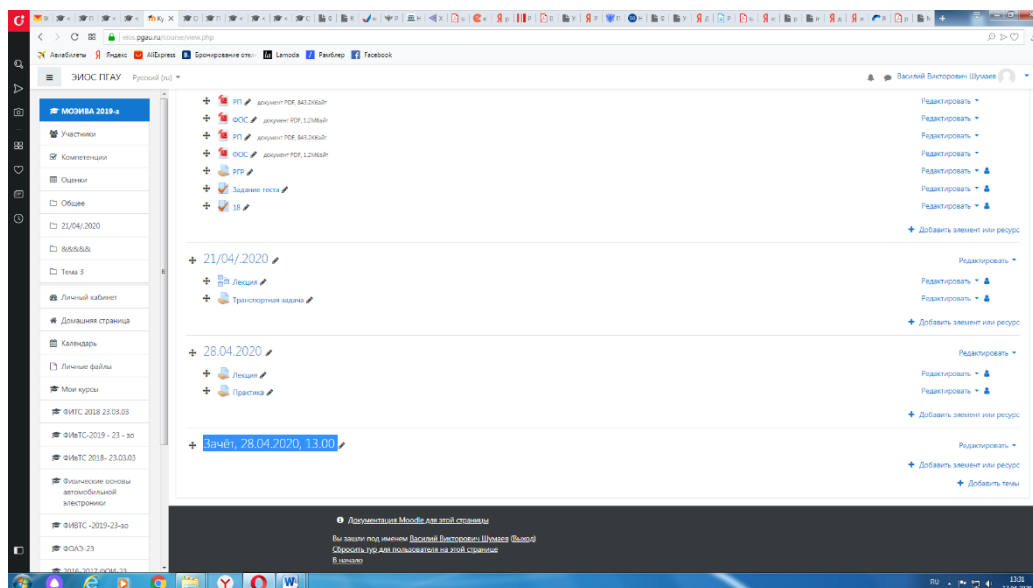 eios.pgau.ru/course/view.php
Авиабилеты Яндекс AliExpress Бронирование отел Lamoda Рамблер Facebook
ЭИОС ПГАУ Русский (ru)
Василий Викторович Шумаев
МОЭИВА 2019-а
Участники
Компетенции
Оценки
Общее
21/04/.2020
&&&&&
Тема 3
Личный кабинет
Домашняя страница
Календарь
Личные файлы
Мои курсы
ФИТС 2018 23.03.03
ФИвТС-2019 - 23 - зо
ФИвТС 2018- 23.03.03
Физические основы
автомобильной
электроники
ФИВТС -2019-23-зо
ФОАЭ-23
РП документ PDF, 843.2Кбайт Редактировать
ФОС документ PDF, 1.2Мбайт Редактировать
РП документ PDF, 843.2Кбайт Редактировать
ФОС документ PDF, 1.2Мбайт Редактировать
РГР Редактировать
Задание теста Редактировать
18 Редактировать
Добавить элемент или ресурс
21/04/.2020 Редактировать
Лекция Редактировать
Транспортная задача Редактировать
Добавить элемент или ресурс
28.04.2020 Редактировать
Лекция Редактировать
Практика Редактировать
Добавить элемент или ресурс
Зачёт, 28.04.2020, 13.00 Редактировать
Добавить элемент или ресурс
Добавить темы
Документация Moodle для этой страницы
Вы зашли под именем Василий Викторович Шумаев (Выход)
Сбросить тур для пользователя на этой странице
В начало
RU 13:31